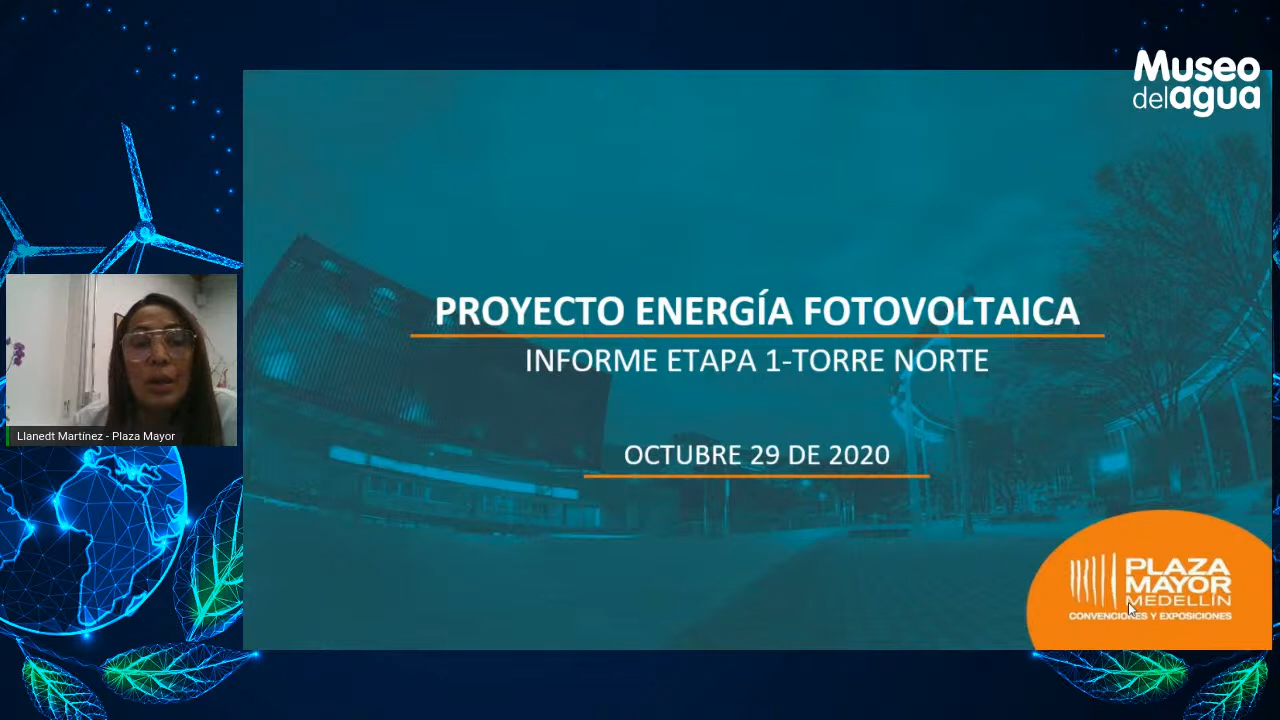 Museo
delagua
PROYECTO ENERGÍA FOTOVOLTAICA
INFORME ETAPA 1-TORRE NORTE
OCTUBRE 29 DE 2020
Llanedt Martínez - Plaza Mayor
PLAZA
MAYOR
MEDELLÍN
CONVENCIONES Y EXPOSICIONES